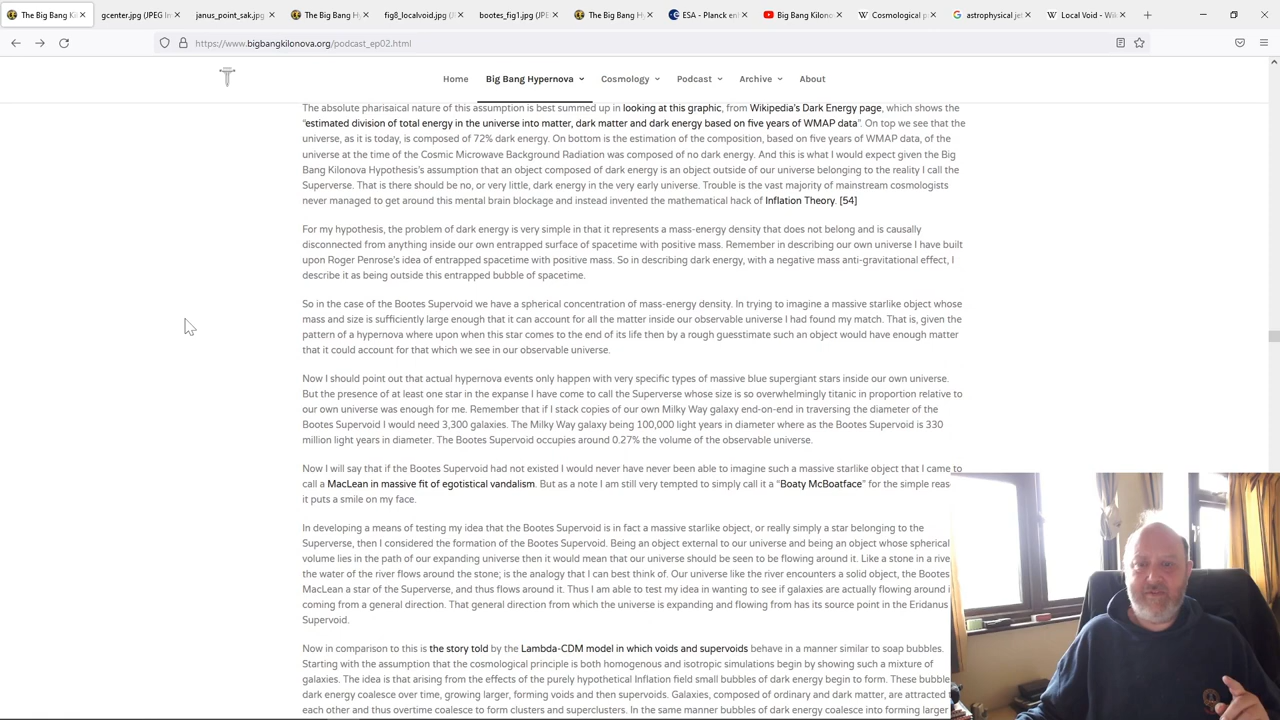 The Big Bang Ki
gcenter.jpg (JPEG Im
janus_point_sak.jpg
The Big Bang Hy
fig8_localvoid.jpg
bootes_fig1.jpg (JPEG
The Big Bang Hy
ESA - Planck en
Big Bang Kilono
Cosmological p
astrophysical je
Local Void - Wik
https://www.bigbangkilonova.org/podcast_ep02.html
Home
Big Bang Hypernova
Cosmology
Podcast
Archive
About
The absolute pharisaical nature of this assumption is best summed up in looking at this graphic, from Wikipedia's Dark Energy page, which shows the
"estimated division of total energy in the universe into matter, dark matter and dark energy based on five years of WMAP data". On top we see that the
universe, as it is today, is composed of 72% dark energy. On bottom is the estimation of the composition, based on five years of WMAP data, of the
universe at the time of the Cosmic Microwave Background Radiation was composed of no dark energy. And this is what I would expect given the Big
Bang Kilonova Hypothesis's assumption that an object composed of dark energy is an object outside of our universe belonging to the reality I call the
Superverse. That is there should be no, or very little, dark energy in the very early universe. Trouble is the vast majority of mainstream cosmologists
never managed to get around this mental brain blockage and instead invented the mathematical hack of Inflation Theory. [54]
For my hypothesis, the problem of dark energy is very simple in that it represents a mass-energy density that does not belong and is causally
disconnected from anything inside our own entrapped surface of spacetime with positive mass. Remember in describing our own universe I have built
upon Roger Penrose's idea of entrapped spacetime with positive mass. So in describing dark energy, with a negative mass anti-gravitational effect, I
describe it as being outside this entrapped bubble of spacetime.
So in the case of the Bootes Supervoid we have a spherical concentration of mass-energy density. In trying to imagine a massive starlike object whose
mass and size is sufficiently large enough that it can account for all the matter inside our observable universe I had found my match. That is, given the
pattern of a hypernova where upon when this star comes to the end of its life then by a rough guesstimate such an object would have enough matter
that it could account for that which we see in our observable universe.
Now I should point out that actual hypernova events only happen with very specific types of massive blue supergiant stars inside our own universe.
But the presence of at least one star in the expanse I have come to call the Superverse whose size is so overwhelmingly titanic in proportion relative to
our own universe was enough for me. Remember that if I stack copies of our own Milky Way galaxy end-on-end in traversing the diameter of the
Bootes Supervoid I would need 3,300 galaxies. The Milky Way galaxy being 100,000 light years in diameter where as the Bootes Supervoid is 330
million light years in diameter. The Bootes Supervoid occupies around 0.27% the volume of the observable universe.
Now I will say that if the Bootes Supervoid had not existed I would never have never been able to imagine such a massive starlike object that I came to
call a MacLean in massive fit of egotistical vandalism. But as a note I am still very tempted to simply call it a "Boaty McBoatface" for the simple reas
it puts a smile on my face.
In developing a means of testing my idea that the Bootes Supervoid is in fact a massive starlike object, or really simply a star belonging to the
Superverse, then I considered the formation of the Bootes Supervoid. Being an object external to our universe and being an object whose spherical
volume lies in the path of our expanding universe then it would mean that our universe should be seen to be flowing around it. Like a stone in a rive
the water of the river flows around the stone; is the analogy that I can best think of. Our universe like the river encounters a solid object, the Bootes
MacLean a star of the Superverse, and thus flows around it. Thus I am able to test my idea in wanting to see if galaxies are actually flowing around i
coming from a general direction. That general direction from which the universe is expanding and flowing from has its source point in the Eridanus
Supervoid.
Now in comparison to this is the story told by the Lambda-CDM model in which voids and supervoids behave in a manner similar to soap bubbles.
Starting with the assumption that the cosmological principle is both homogenous and isotropic simulations begin by showing such a mixture of
galaxies. The idea is that arising from the effects of the purely hypothetical Inflation field small bubbles of dark energy begin to form. These bubble
dark energy coalesce over time, growing larger, forming voids and then supervoids. Galaxies, composed of ordinary and dark matter, are attracted
each other and thus overtime coalesce to form clusters and superclusters. In the same manner bubbles of dark energy coalesce into forming larger